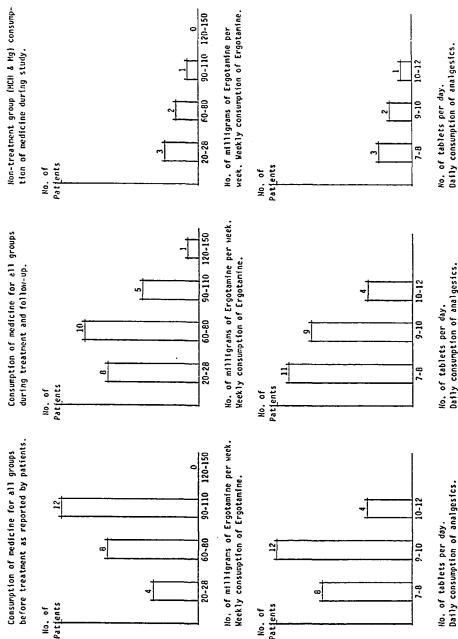 Consumption of medicine for all groups
before treatment as reported by patients.
No. of
Patients
4
8
12
0
20-28
60-80
90-110
120-150
No. of milligrams of Ergotamine per week.
Weekly consumption of Ergotamine.
No. of
Patients
8
12
4
7-8
9-10
10-12
No. of tablets per day.
Daily consumption of analgesics.
Consumption of medicine for all groups
during treatment and follow-up.
No. of
Patients
8
10
5
1
20-28
60-80
90-110
120-150
No. of milligrams of Ergotamine per week.
Weekly consumption of Ergotamine.
No. of
Patients
11
9
4
7-8
9-10
10-12
No. of tablets per day.
Daily consumption of analgesics.
Non-treatment group (HCH & Hg) consump-
tion of medicine during study.
No. of
Patients
3
2
1
0
20-28
60-80
90-110
120-150
No. of milligrams of Ergotamine per
week. Weekly consumption of Ergotamine.
No. of
Patients
3
2
1
7-8
9-10
10-12
No. of tablets per day.
Daily consumption of analgesics.